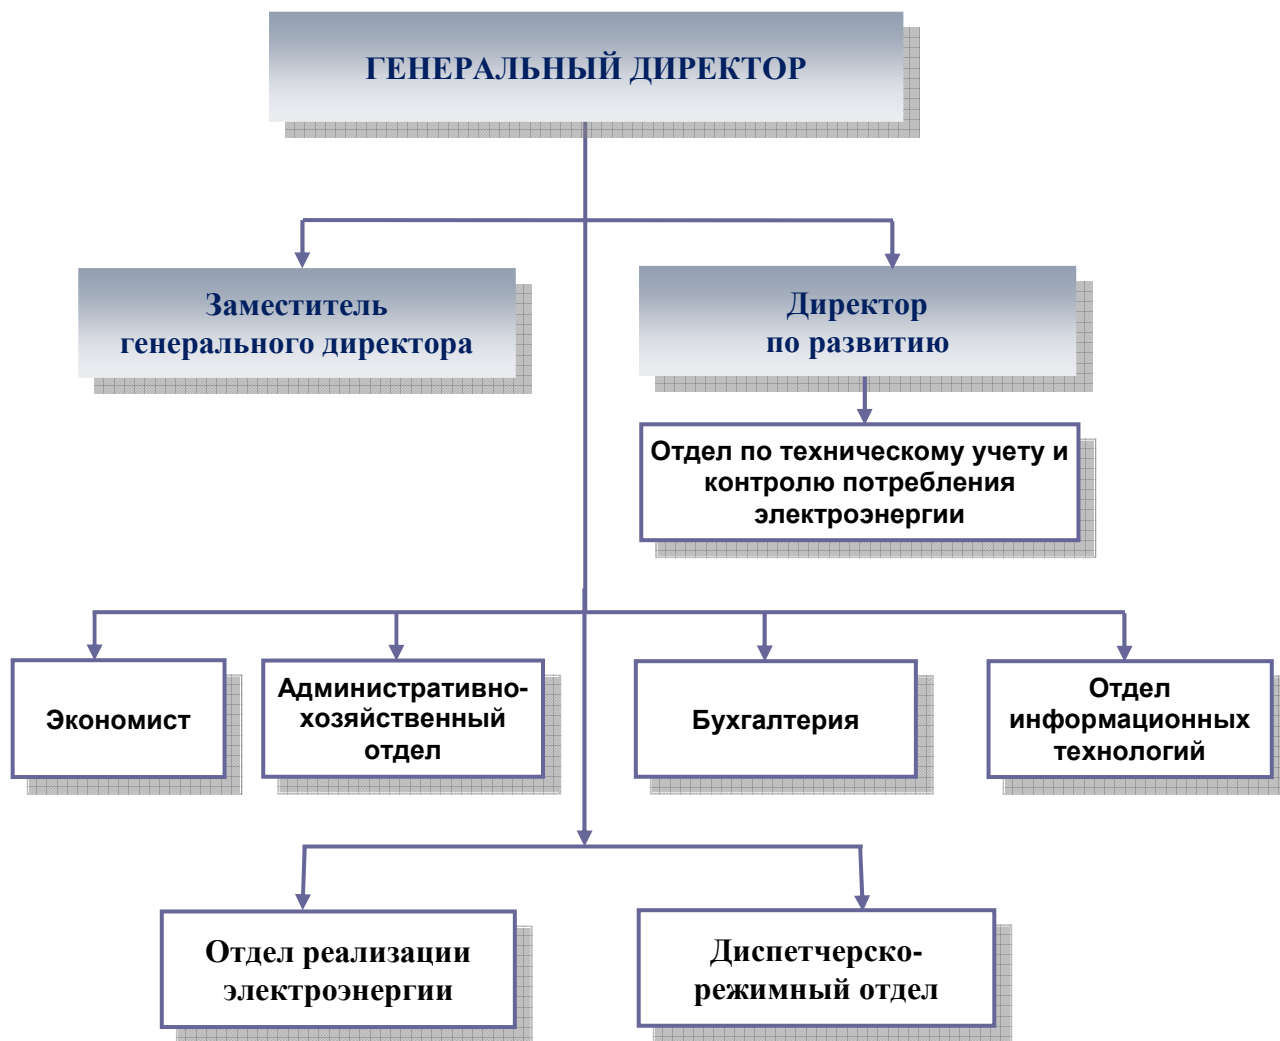 ГЕНЕРАЛЬНЫЙ ДИРЕКТОР
Заместитель
генерального директора
Директор
по развитию
Отдел по техническому учету и
контролю потребления
электроэнергии
Экономист
Административно-
хозяйственный
отдел
Бухгалтерия
Отдел
информационных
технологий
Отдел реализации
электроэнергии
Диспетчерско-
режимный отдел